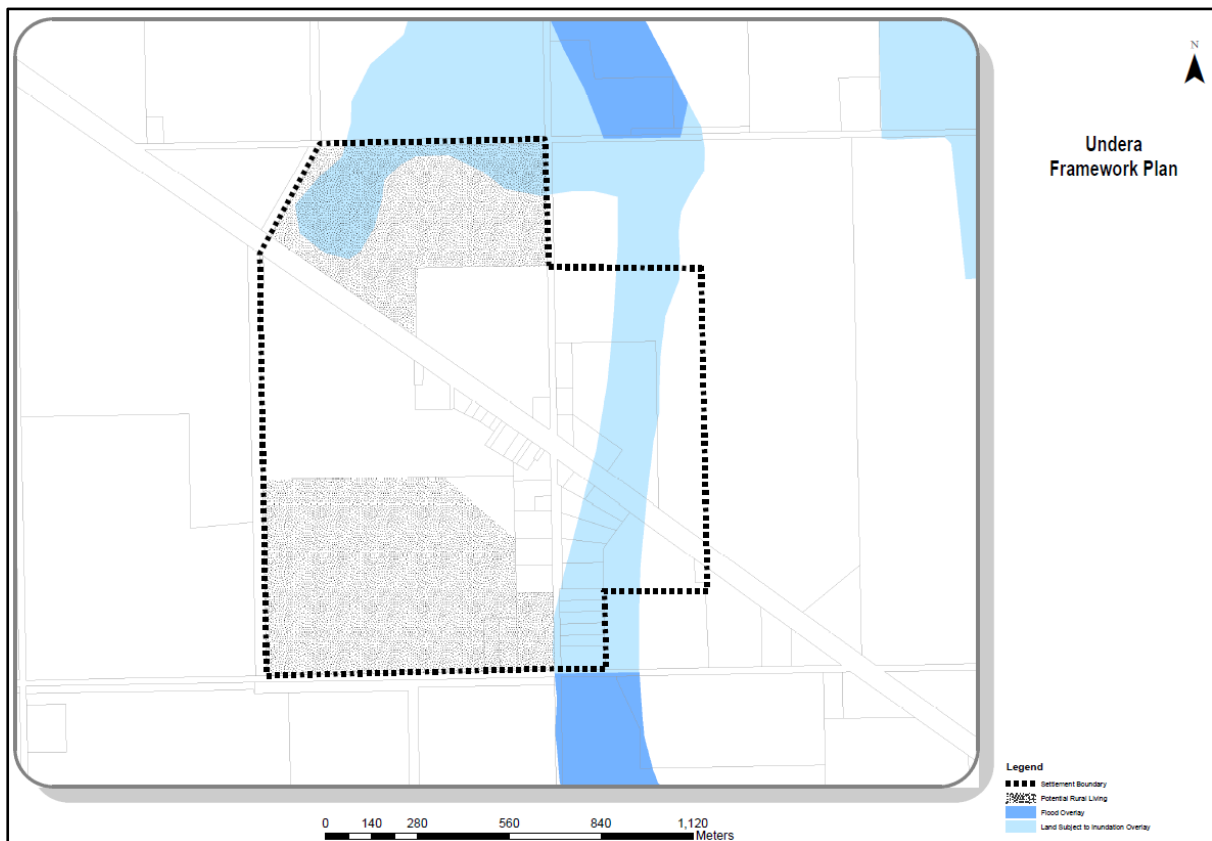 N
Undera
Framework Plan
Legend
Settlement Boundary
Potential Rural Living
Flood Overlay
Land Subject to Inundation Overlay
0 140 280 560 840 1,120
Meters